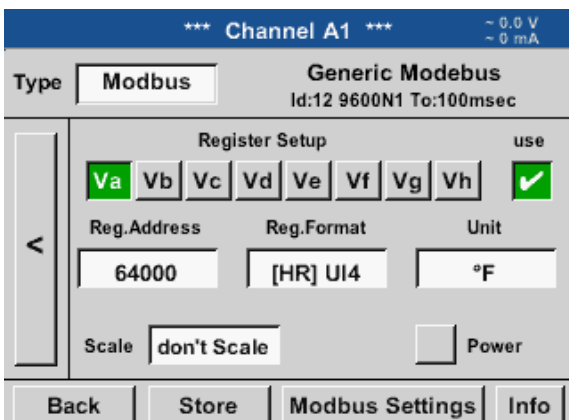 *** Channel A1 ***
~ 0.0 V
~ 0 mA
Type Modbus
Generic Modebus
Id:12 9600N1 To:100msec
Register Setup use
Va Vb Vc Vd Ve Vf Vg Vh
<
Reg.Address Reg.Format Unit
64000 [HR] UI4 °F
Scale don't Scale Power
Back Store Modbus Settings Info